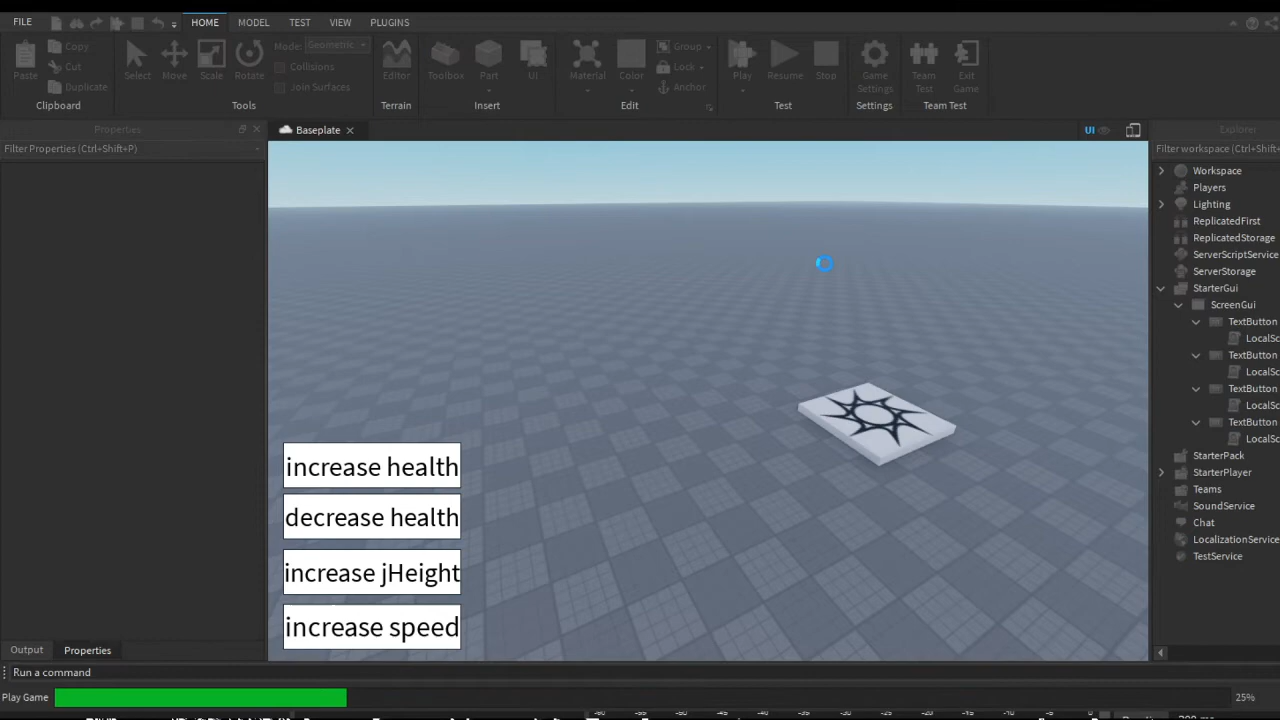 FILE HOME MODEL TEST VIEW PLUGINS
Paste Copy Cut Duplicate Clipboard
Select Move Scale Rotate Mode: Geometric Collisions Join Surfaces Tools
Editor Terrain
Toolbox Part UI Insert
Material Color Group Lock Anchor Edit
Play Resume Stop Test
Game Settings Settings
Team Test Exit Game Team Test
Properties
Filter Properties (Ctrl+Shift+P)
Baseplate
UI
Explorer
Filter workspace (Ctrl+Shift+
Workspace
Players
Lighting
ReplicatedFirst
ReplicatedStorage
ServerScriptService
ServerStorage
StarterGui
ScreenGui
TextButton
LocalSc
TextButton
LocalSc
TextButton
LocalSc
TextButton
LocalSc
StarterPack
StarterPlayer
Teams
SoundService
Chat
LocalizationService
TestService
increase health
decrease health
increase jHeight
increase speed
Output Properties
Run a command
Play Game 25%